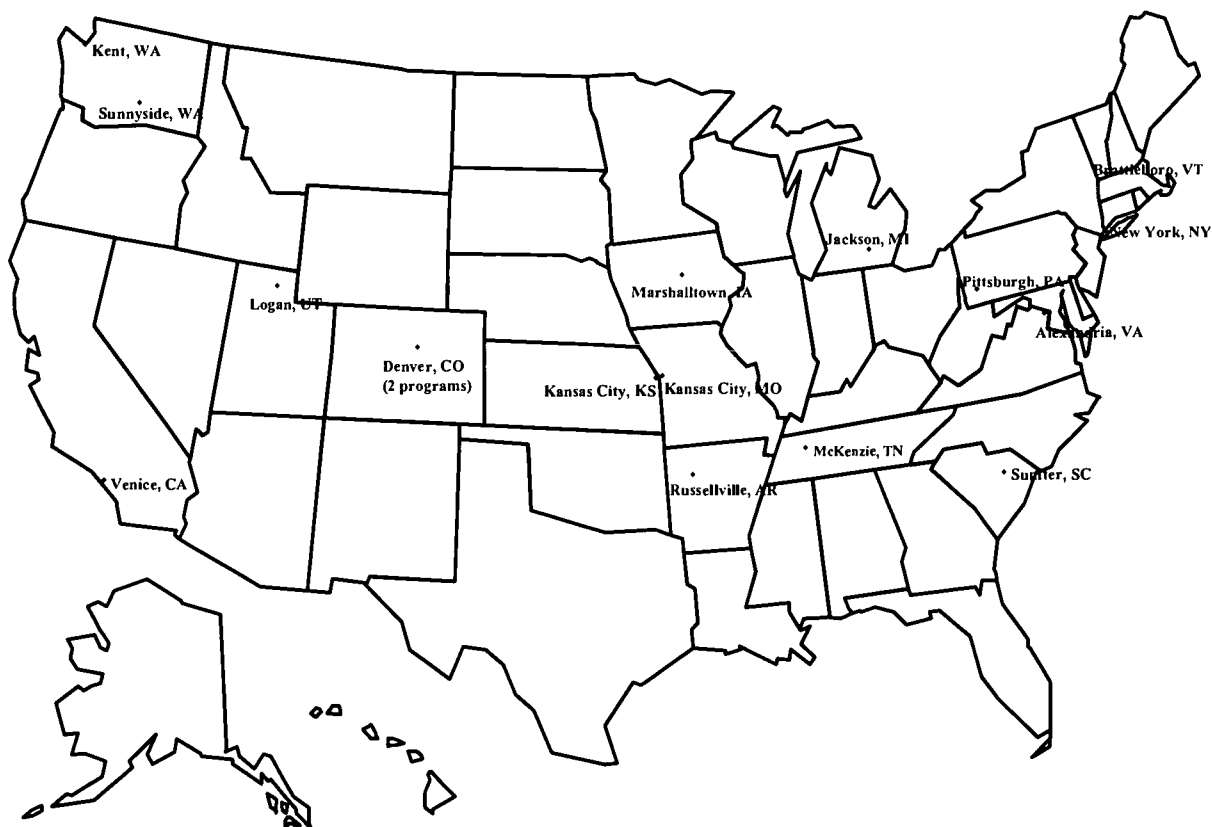 Kent, WA
Sunnyside, WA
Brattleboro, VT
New York, NY
Jackson, MI
Pittsburgh, PA
Marshalltown, IA
Logan, UT
Alexandria, VA
Denver, CO
(2 programs)
Kansas City, KS
Kansas City, MO
McKenzie, TN
Sumter, SC
Venice, CA
Russellville, AR